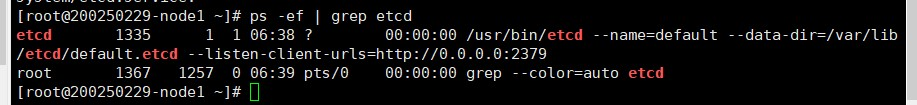 [root@200250229-node1 ~]# ps -ef | grep etcd
etcd      1335     1  1 06:38 ?        00:00:00 /usr/bin/etcd --name=default --data-dir=/var/lib
/etcd/default.etcd --listen-client-urls=http://0.0.0.0:2379
root      1367  1257  0 06:39 pts/0    00:00:00 grep --color=auto etcd
[root@200250229-node1 ~]#